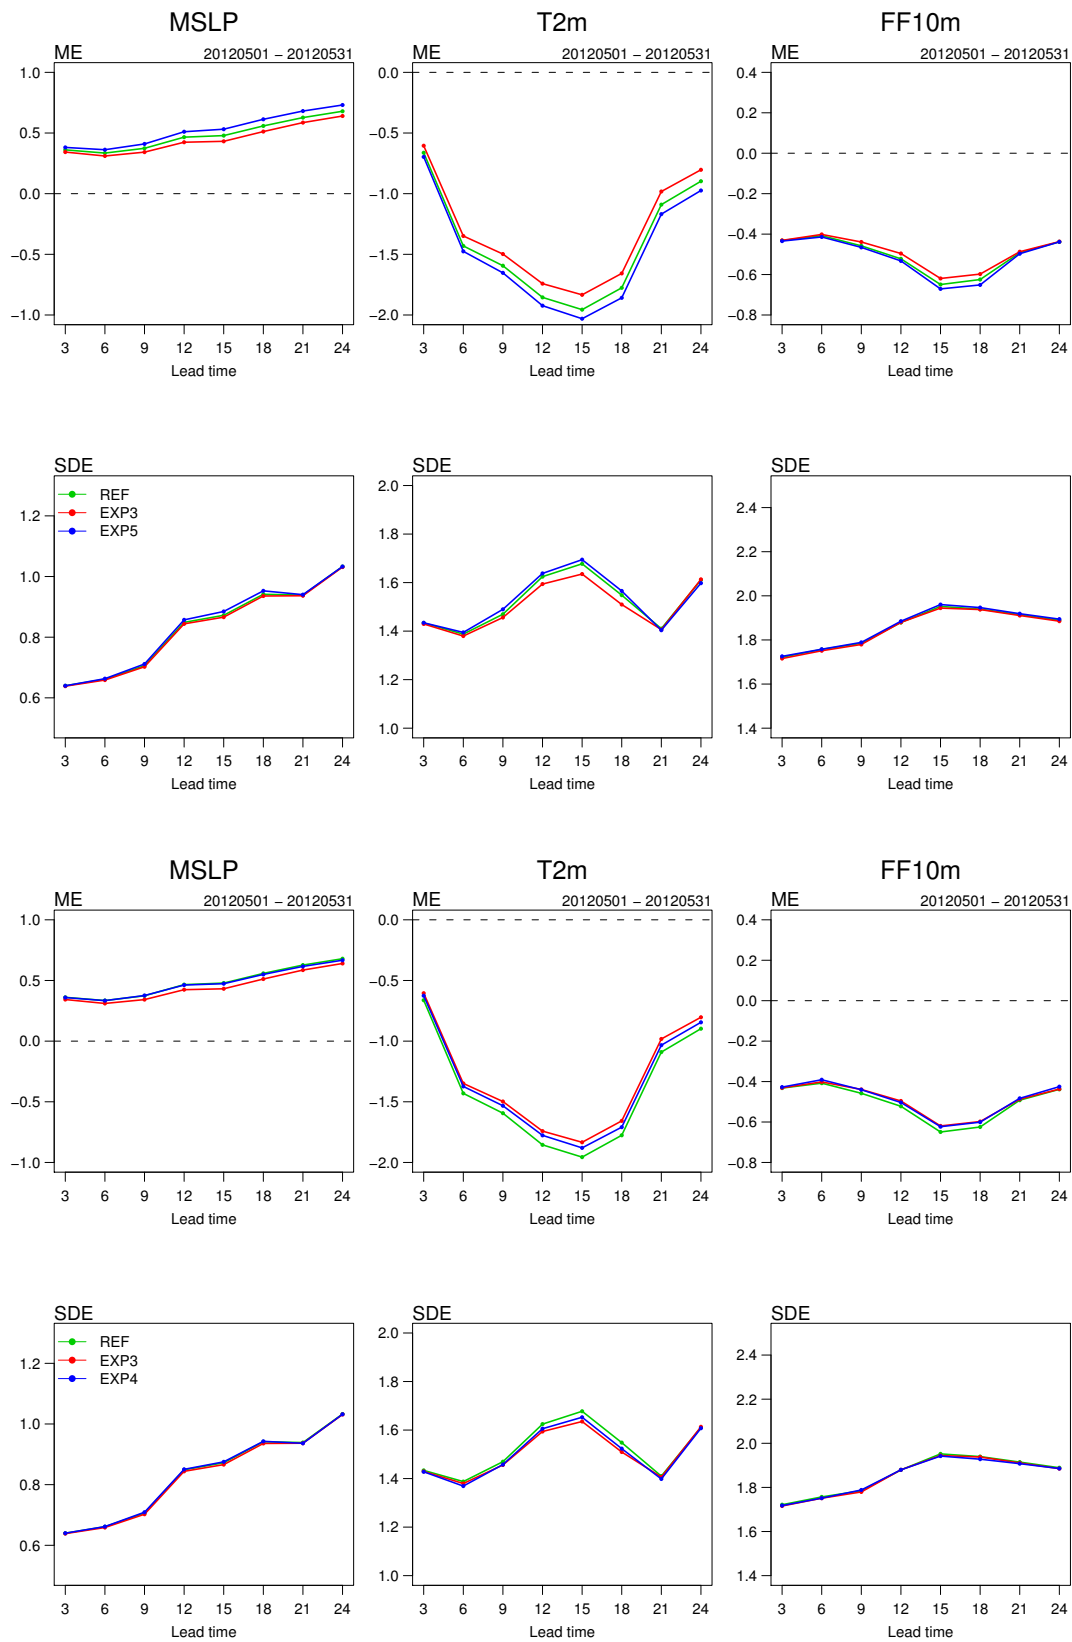 MSLP
T2m
FF10m
ME 20120501 − 20120531
ME 20120501 − 20120531
ME 20120501 − 20120531
1.0
0.5
0.0
−0.5
−1.0
3 6 9 12 15 18 21 24
Lead time
0.0
−0.5
−1.0
−1.5
−2.0
3 6 9 12 15 18 21 24
Lead time
0.4
0.2
0.0
−0.2
−0.4
−0.6
−0.8
3 6 9 12 15 18 21 24
Lead time
SDE
REF
EXP3
EXP5
1.2
1.0
0.8
0.6
3 6 9 12 15 18 21 24
Lead time
SDE
2.0
1.8
1.6
1.4
1.2
1.0
3 6 9 12 15 18 21 24
Lead time
SDE
2.4
2.2
2.0
1.8
1.6
1.4
3 6 9 12 15 18 21 24
Lead time
MSLP
T2m
FF10m
ME 20120501 − 20120531
ME 20120501 − 20120531
ME 20120501 − 20120531
1.0
0.5
0.0
−0.5
−1.0
3 6 9 12 15 18 21 24
Lead time
0.0
−0.5
−1.0
−1.5
−2.0
3 6 9 12 15 18 21 24
Lead time
0.4
0.2
0.0
−0.2
−0.4
−0.6
−0.8
3 6 9 12 15 18 21 24
Lead time
SDE
REF
EXP3
EXP4
1.2
1.0
0.8
0.6
3 6 9 12 15 18 21 24
Lead time
SDE
2.0
1.8
1.6
1.4
1.2
1.0
3 6 9 12 15 18 21 24
Lead time
SDE
2.4
2.2
2.0
1.8
1.6
1.4
3 6 9 12 15 18 21 24
Lead time